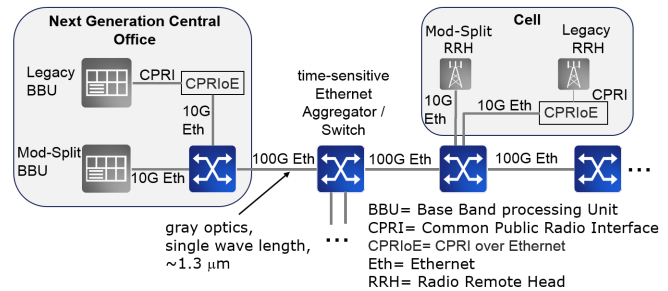 Next Generation Central
Office
Legacy
BBU
CPRI
CPRIoE
10G
Eth
Mod-Split
BBU
10G Eth
100G Eth
gray optics,
single wave length,
~1.3 µm
time-sensitive
Ethernet
Aggregator /
Switch
...
100G Eth
Cell
Mod-Split
RRH
Legacy
RRH
10G
Eth
10G Eth
CPRI
CPRIoE
100G Eth
...
BBU= Base Band processing Unit
CPRI= Common Public Radio Interface
CPRIoE= CPRI over Ethernet
Eth= Ethernet
RRH= Radio Remote Head